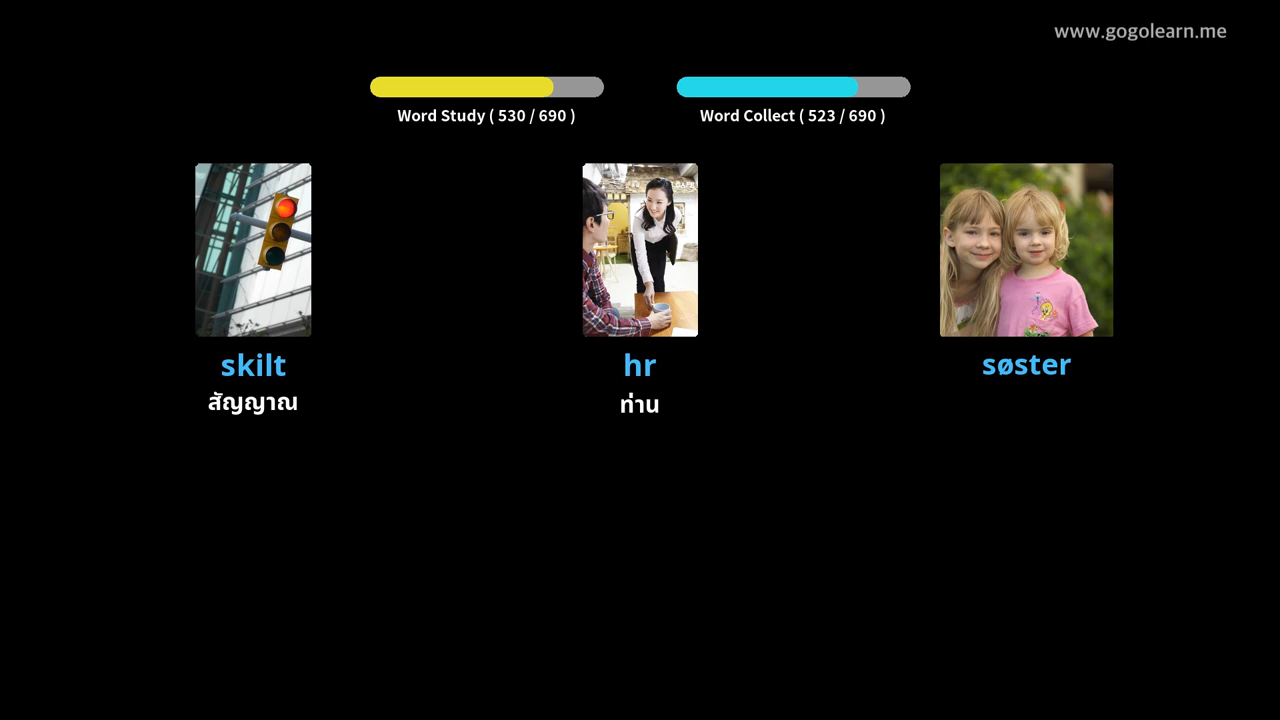 www.gogolearn.me
Word Study ( 530 / 690 )
Word Collect ( 523 / 690 )
skilt
สัญญาณ
hr
ท่าน
søster